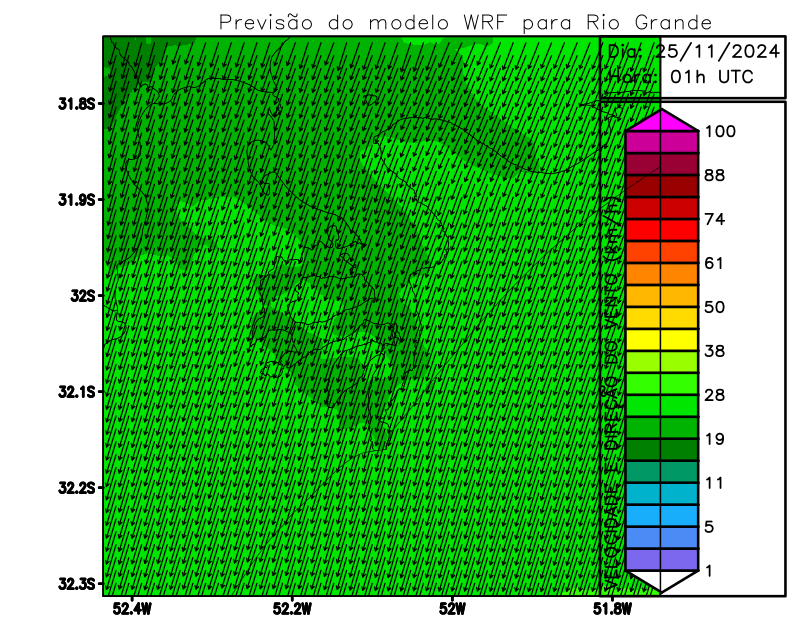 Previsão do modelo WRF para Rio Grande
Dia: 25/11/2024
Hora: 01h UTC
31.8S
31.9S
32S
32.1S
32.2S
32.3S
52.4W
52.2W
52W
51.8W
VELOCIDADE E DIREÇÃO DO VENTO (km/h)
100
88
74
61
50
38
28
19
11
5
1